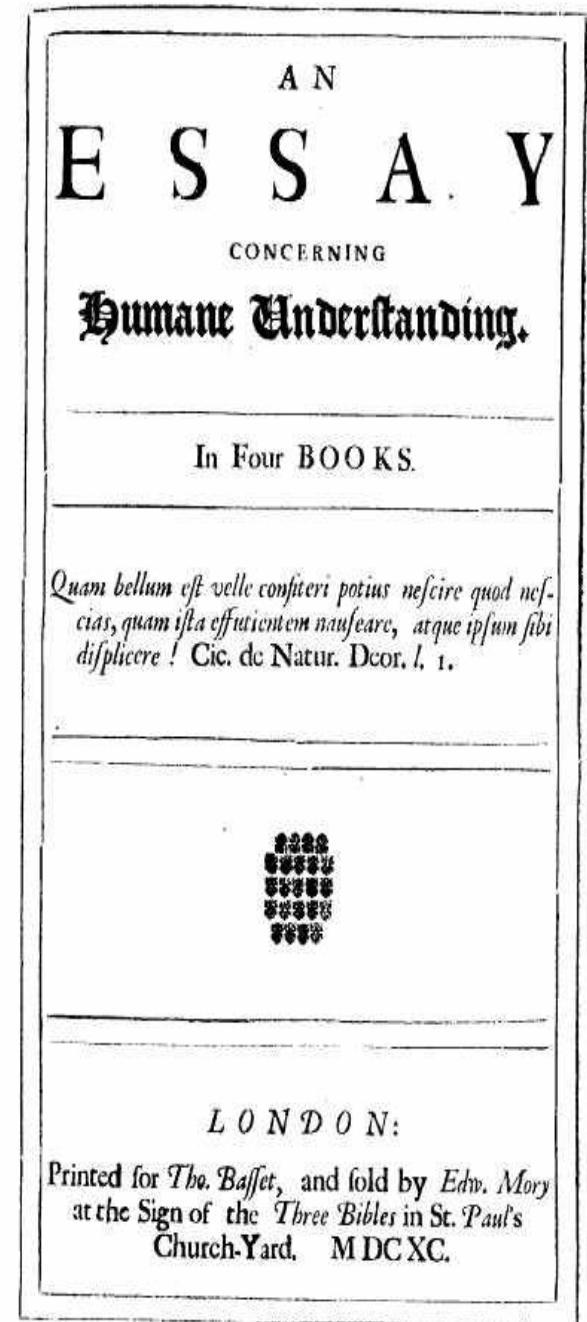 AN
ESSAY
CONCERNING
Humane Underſtanding.
In Four BOOKS.
Quam bellum eſt velle confiteri potius neſcire quod neſ-
cias, quam iſta effutientem nauſeare, atque ipſum ſibi
diſplicere ! Cic. de Natur. Deor. l. 1.
LONDON:
Printed for Tho. Baſſet, and ſold by Edw. Mory
at the Sign of the Three Bibles in St. Paul's
Church-Yard. MDCXC.